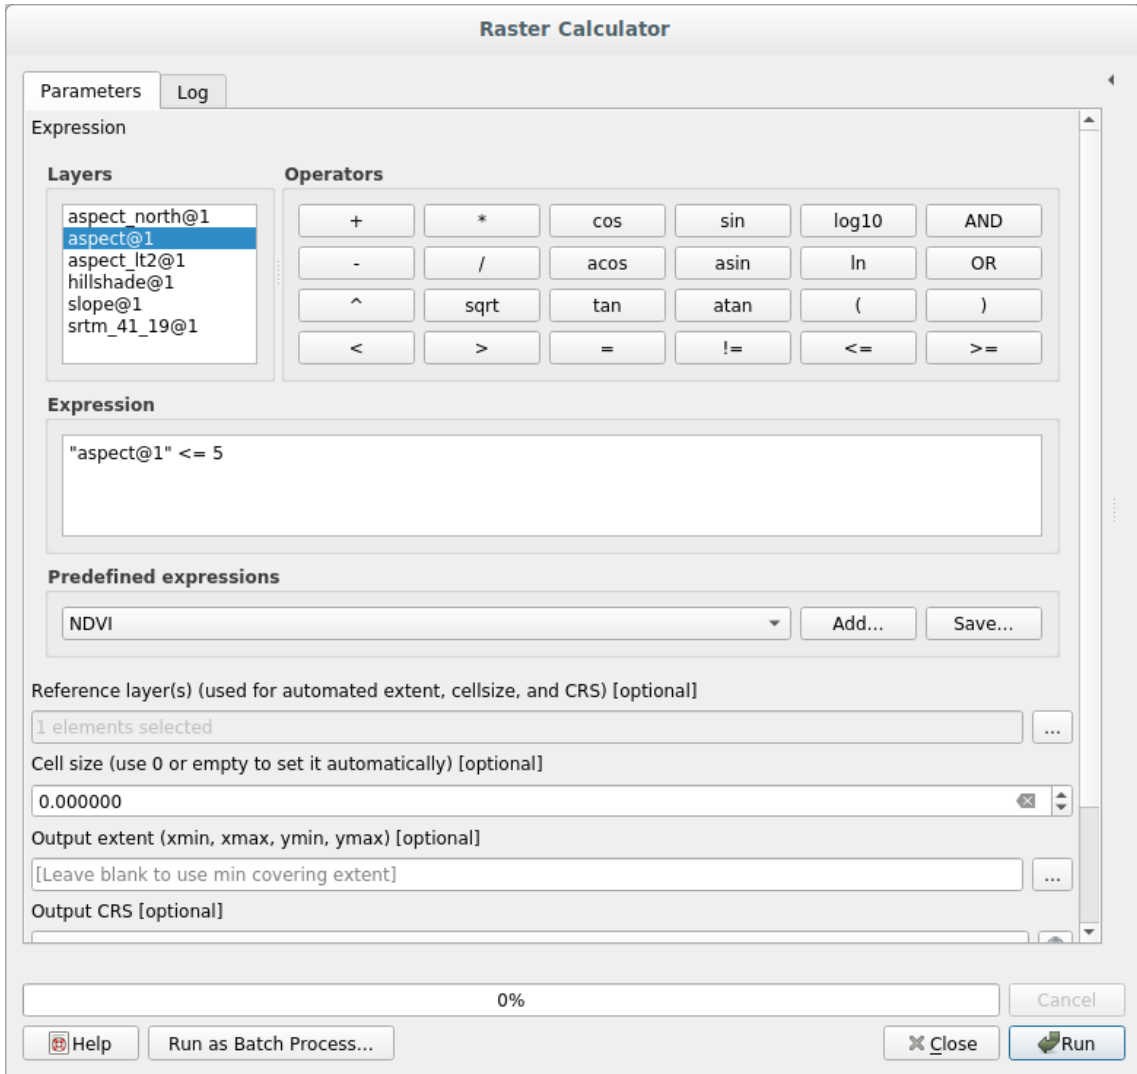 Raster Calculator
Parameters
Log
Expression
Layers
Operators
aspect_north@1
aspect@1
aspect_lt2@1
hillshade@1
slope@1
srtm_41_19@1
+ * cos sin log10 AND
- / acos asin ln OR
^ sqrt tan atan ( )
< > = != <= >=
Expression
"aspect@1" <= 5
Predefined expressions
NDVI
Add...
Save...
Reference layer(s) (used for automated extent, cellsize, and CRS) [optional]
1 elements selected
...
Cell size (use 0 or empty to set it automatically) [optional]
0.000000
Output extent (xmin, xmax, ymin, ymax) [optional]
[Leave blank to use min covering extent]
...
Output CRS [optional]
0%
Cancel
Help
Run as Batch Process...
Close
Run